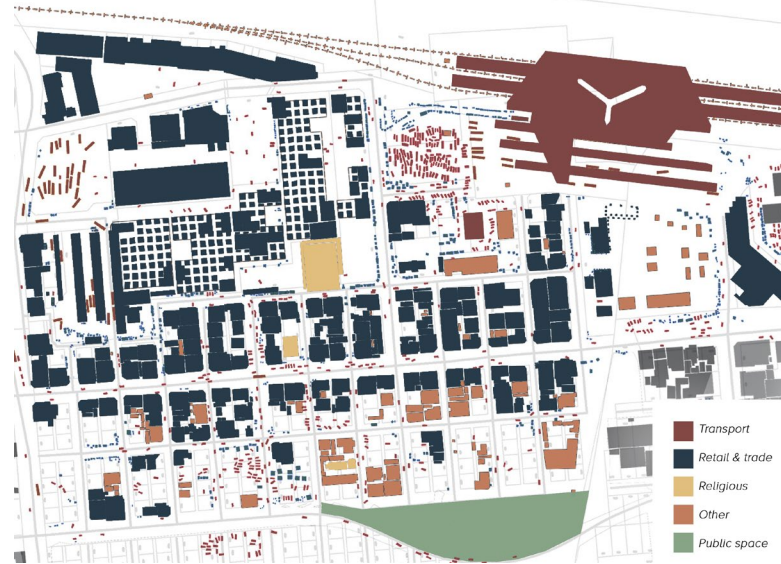 Transport
Retail & trade
Religious
Other
Public space